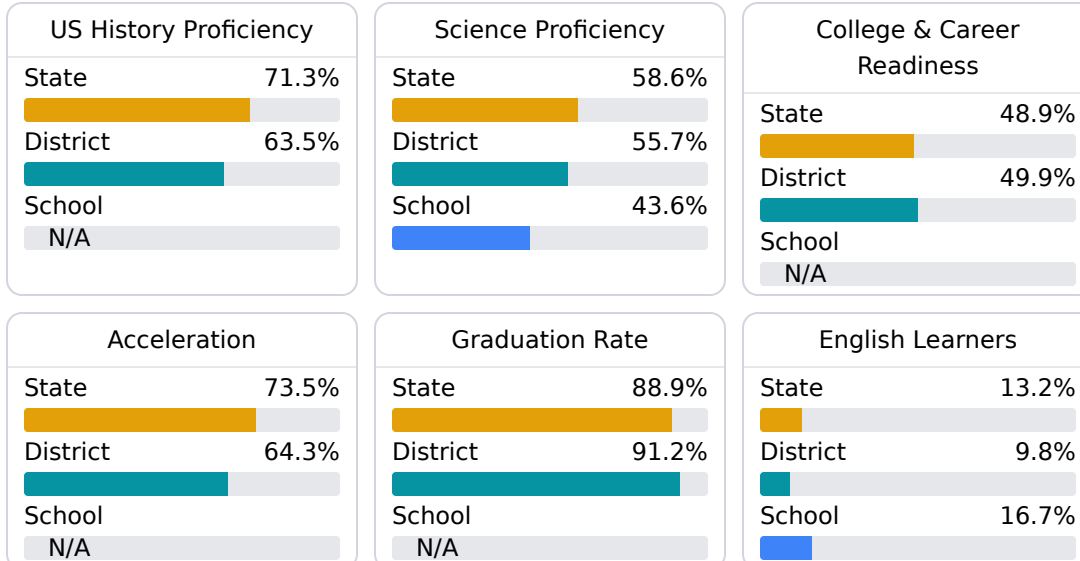 US History Proficiency
State 71.3%
District 63.5%
School
N/A
Science Proficiency
State 58.6%
District 55.7%
School 43.6%
College & Career
Readiness
State 48.9%
District 49.9%
School
N/A
Acceleration
State 73.5%
District 64.3%
School
N/A
Graduation Rate
State 88.9%
District 91.2%
School
N/A
English Learners
State 13.2%
District 9.8%
School 16.7%